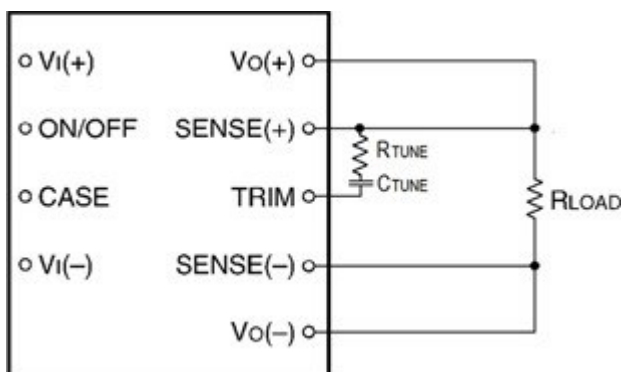 VI(+) VO(+)
ON/OFF SENSE(+)
RTUNE
CTUNE
CASE TRIM
RLOAD
VI(–) SENSE(–)
VO(–)